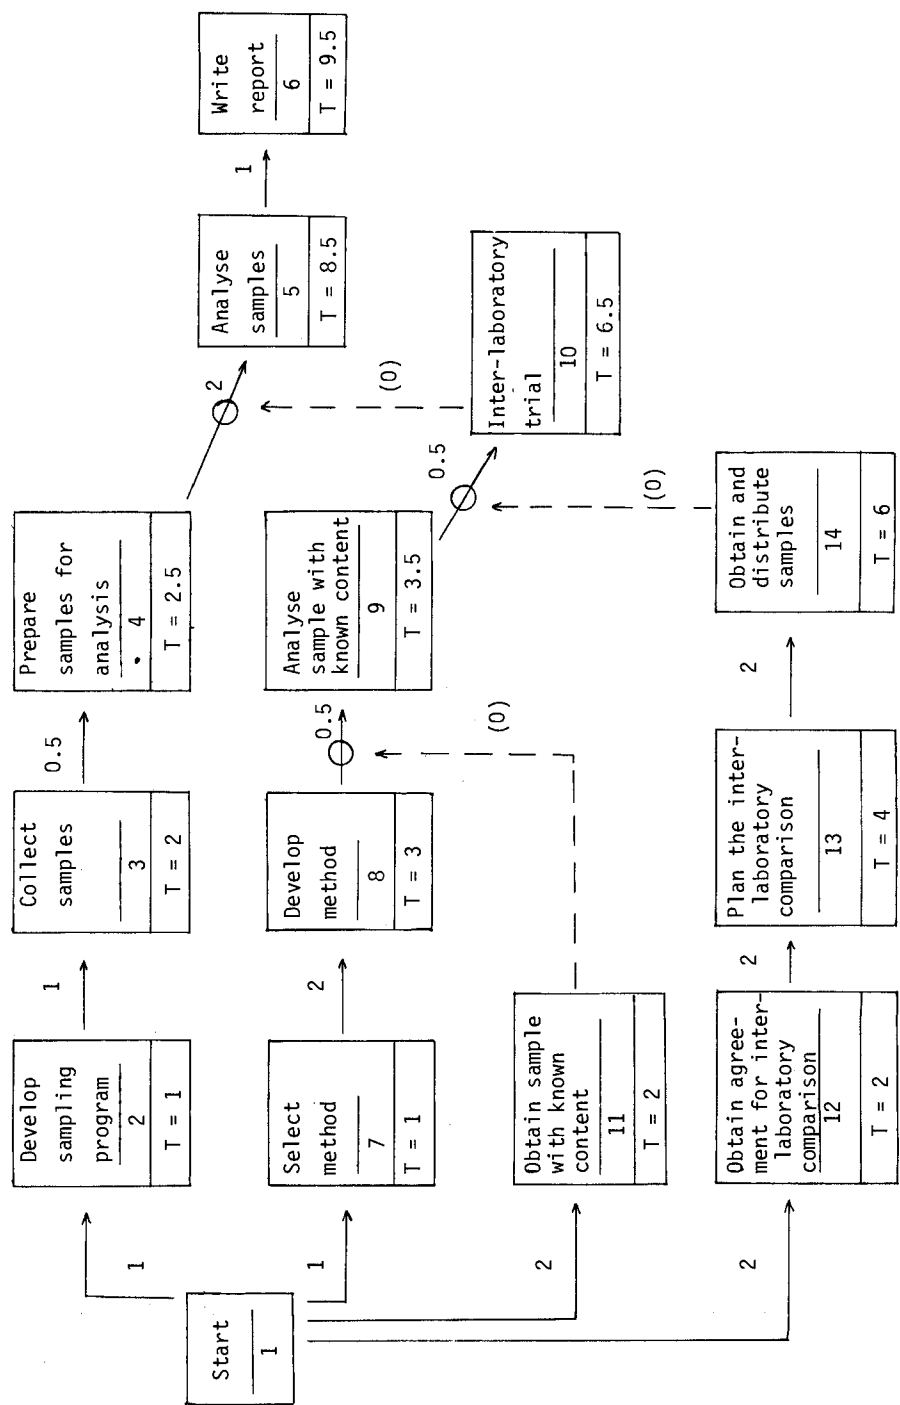 Start
1
1
1
2
2
Develop
sampling
program
2
T = 1
1
Collect
samples
3
T = 2
0.5
Prepare
samples for
analysis
4
T = 2.5
2
Analyse
samples
5
T = 8.5
1
Write
report
6
T = 9.5
Select
method
7
T = 1
2
Develop
method
8
T = 3
0.5
Analyse
sample with
known content
9
T = 3.5
0.5
Inter-laboratory
trial
10
T = 6.5
(0)
Obtain sample
with known
content
11
T = 2
(0)
Obtain agree-
ment for inter-
laboratory
comparison
12
T = 2
2
Plan the inter-
laboratory
comparison
13
T = 4
2
Obtain and
distribute
samples
14
T = 6
(0)